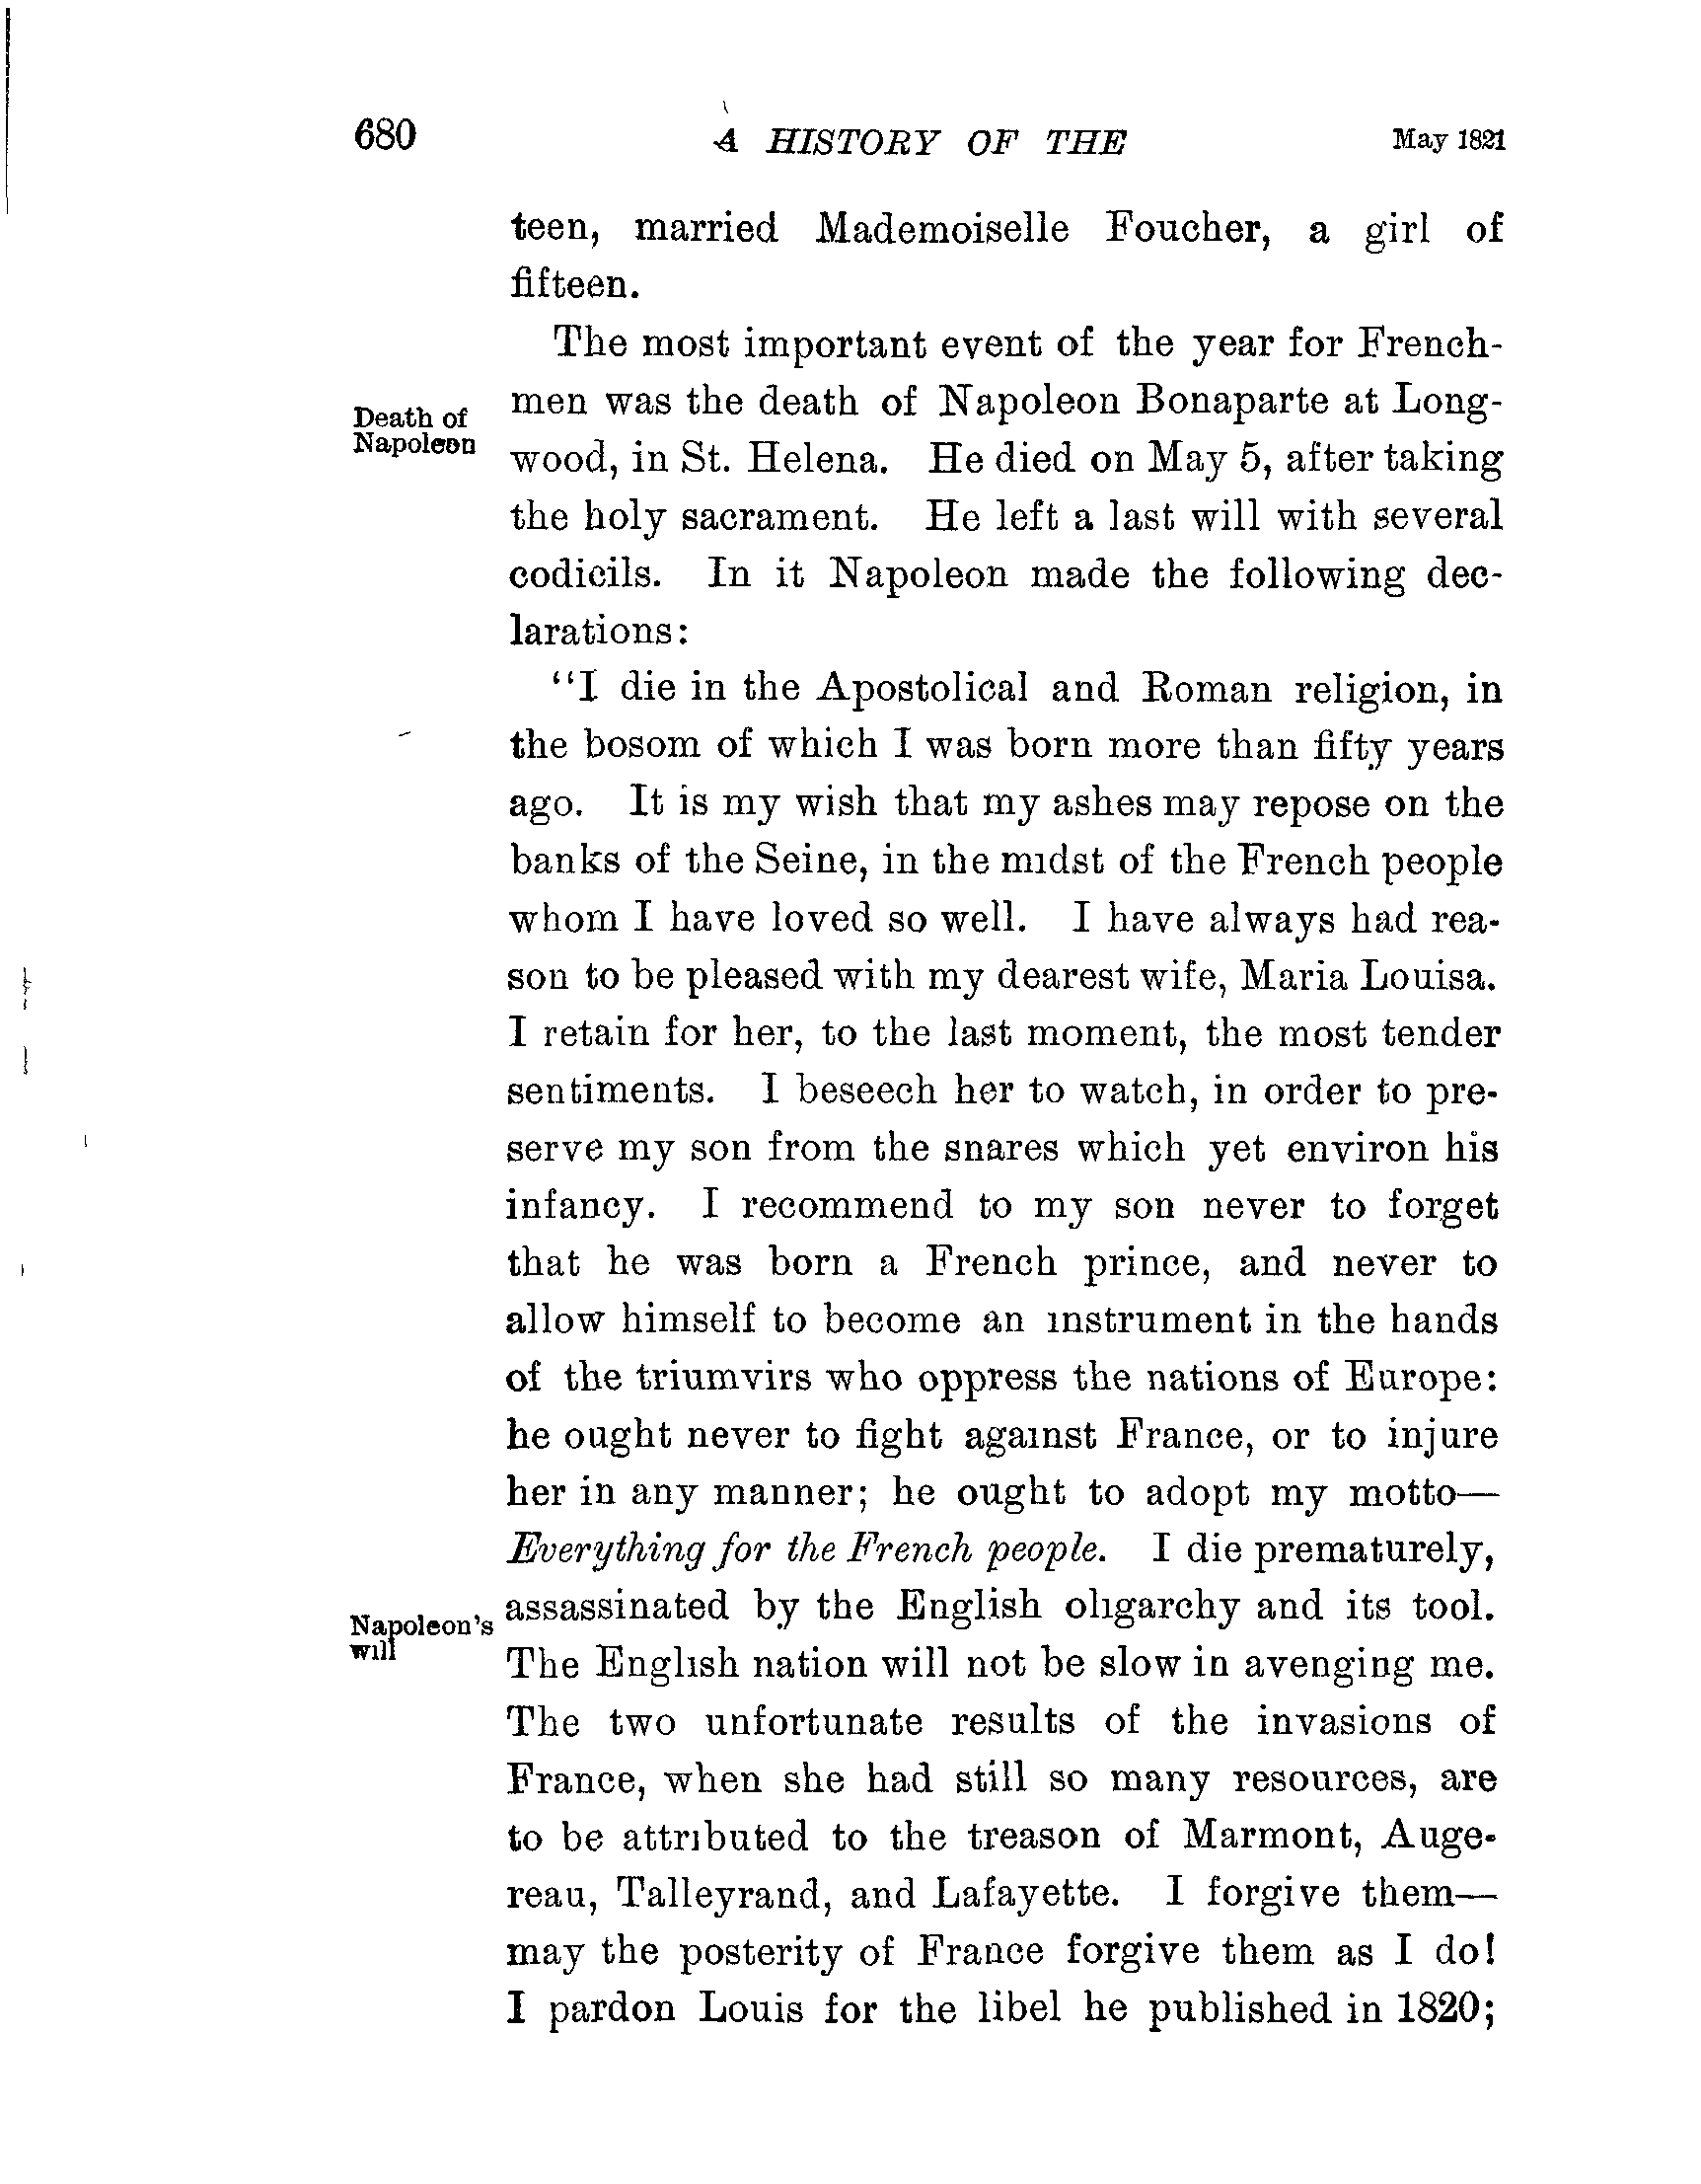 680
A HISTORY OF THE
May 1821
teen, married Mademoiselle Foucher, a girl of
fifteen.
The most important event of the year for French-
Death of
Napoleon
men was the death of Napoleon Bonaparte at Long-
wood, in St. Helena. He died on May 5, after taking
the holy sacrament. He left a last will with several
codicils. In it Napoleon made the following dec-
larations:
"I die in the Apostolical and Roman religion, in
the bosom of which I was born more than fifty years
ago. It is my wish that my ashes may repose on the
banks of the Seine, in the midst of the French people
whom I have loved so well. I have always had rea-
son to be pleased with my dearest wife, Maria Louisa.
I retain for her, to the last moment, the most tender
sentiments. I beseech her to watch, in order to pre-
serve my son from the snares which yet environ his
infancy. I recommend to my son never to forget
that he was born a French prince, and never to
allow himself to become an instrument in the hands
of the triumvirs who oppress the nations of Europe:
he ought never to fight against France, or to injure
her in any manner; he ought to adopt my motto—
Everything for the French people. I die prematurely,
Napoleon's
will
assassinated by the English oligarchy and its tool.
The English nation will not be slow in avenging me.
The two unfortunate results of the invasions of
France, when she had still so many resources, are
to be attributed to the treason of Marmont, Auge-
reau, Talleyrand, and Lafayette. I forgive them—
may the posterity of France forgive them as I do!
I pardon Louis for the libel he published in 1820;